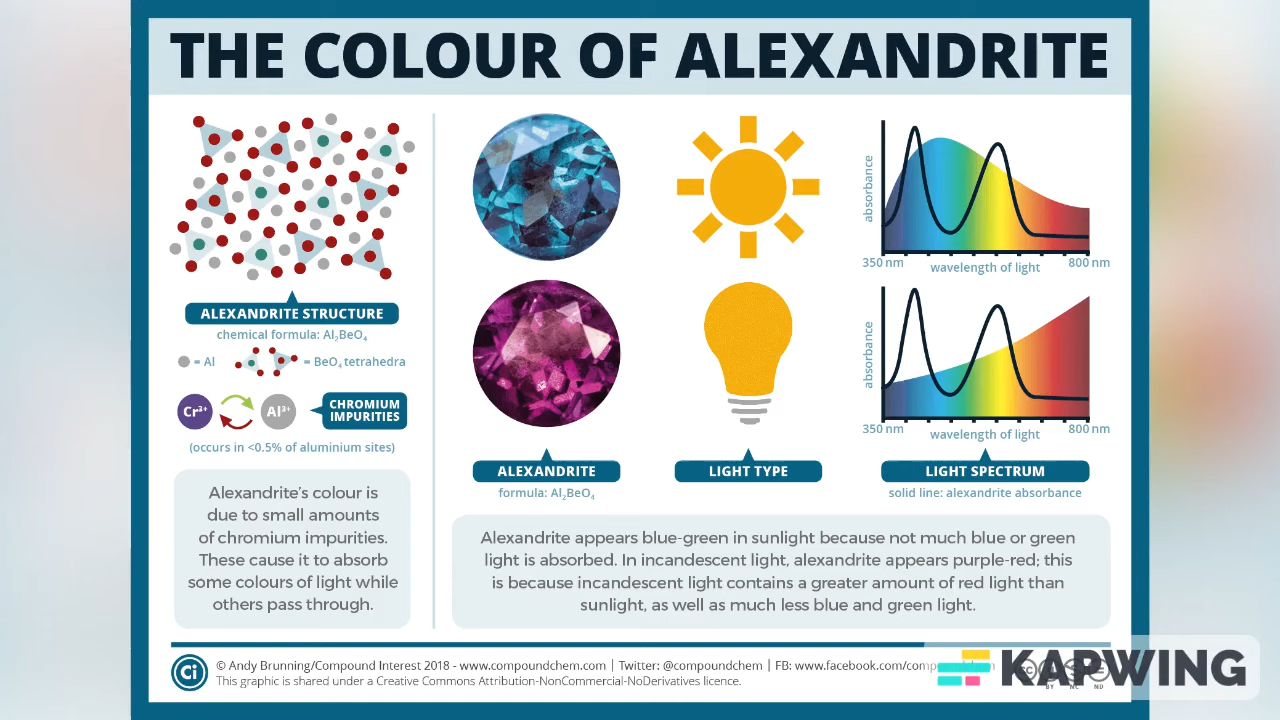 THE COLOUR OF ALEXANDRITE
ALEXANDRITE STRUCTURE
chemical formula: Al₂BeO₄
= Al
= BeO₄ tetrahedra
Cr³⁺
Al³⁺
CHROMIUM
IMPURITIES
(occurs in <0.5% of aluminium sites)
Alexandrite's colour is
due to small amounts
of chromium impurities.
These cause it to absorb
some colours of light while
others pass through.
absorbance
350 nm
wavelength of light
800 nm
absorbance
350 nm
wavelength of light
800 nm
ALEXANDRITE
formula: Al₂BeO₄
LIGHT TYPE
LIGHT SPECTRUM
solid line: alexandrite absorbance
Alexandrite appears blue-green in sunlight because not much blue or green
light is absorbed. In incandescent light, alexandrite appears purple-red; this
is because incandescent light contains a greater amount of red light than
sunlight, as well as much less blue and green light.
Ci
© Andy Brunning/Compound Interest 2018 - www.compoundchem.com | Twitter: @compoundchem | FB: www.facebook.com/compoundchem
This graphic is shared under a Creative Commons Attribution-NonCommercial-NoDerivatives licence.
BY NC ND
KAPWING